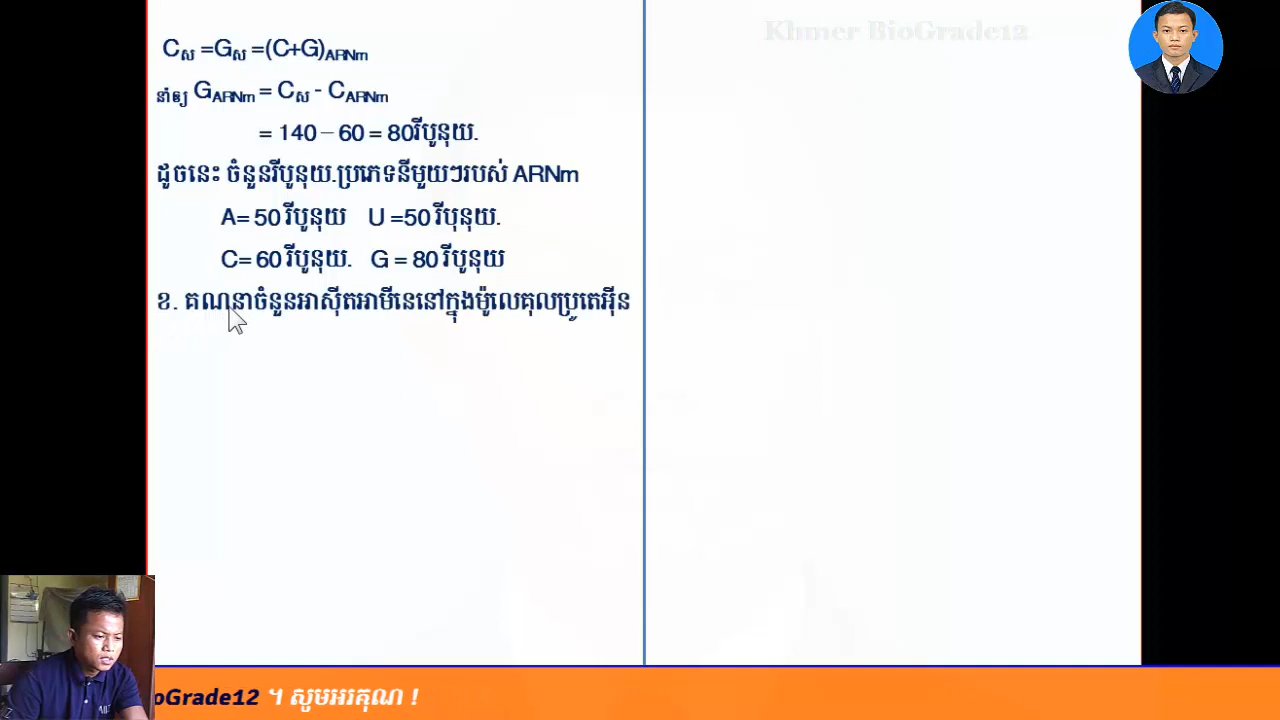 Khmer BioGrade12
Cស =Gស =(C+G)ARNm
នាំឲ្យ GARNm = Cស - CARNm
= 140 – 60 = 80រីបូនុយ.
ដូចនេះ ចំនួនរីបូនុយ.ប្រភេទនីមួយៗរបស់ ARNm
A= 50 រីបូនុយ U =50 រីបុនុយ.
C= 60 រីបូនុយ. G = 80 រីបូនុយ
ខ. គណនាចំនួនអាស៊ីតអាមីនេនៅក្នុងម៉ូលេគុលប្រូតេអ៊ីន
oGrade12 ។ សូមអរគុណ !